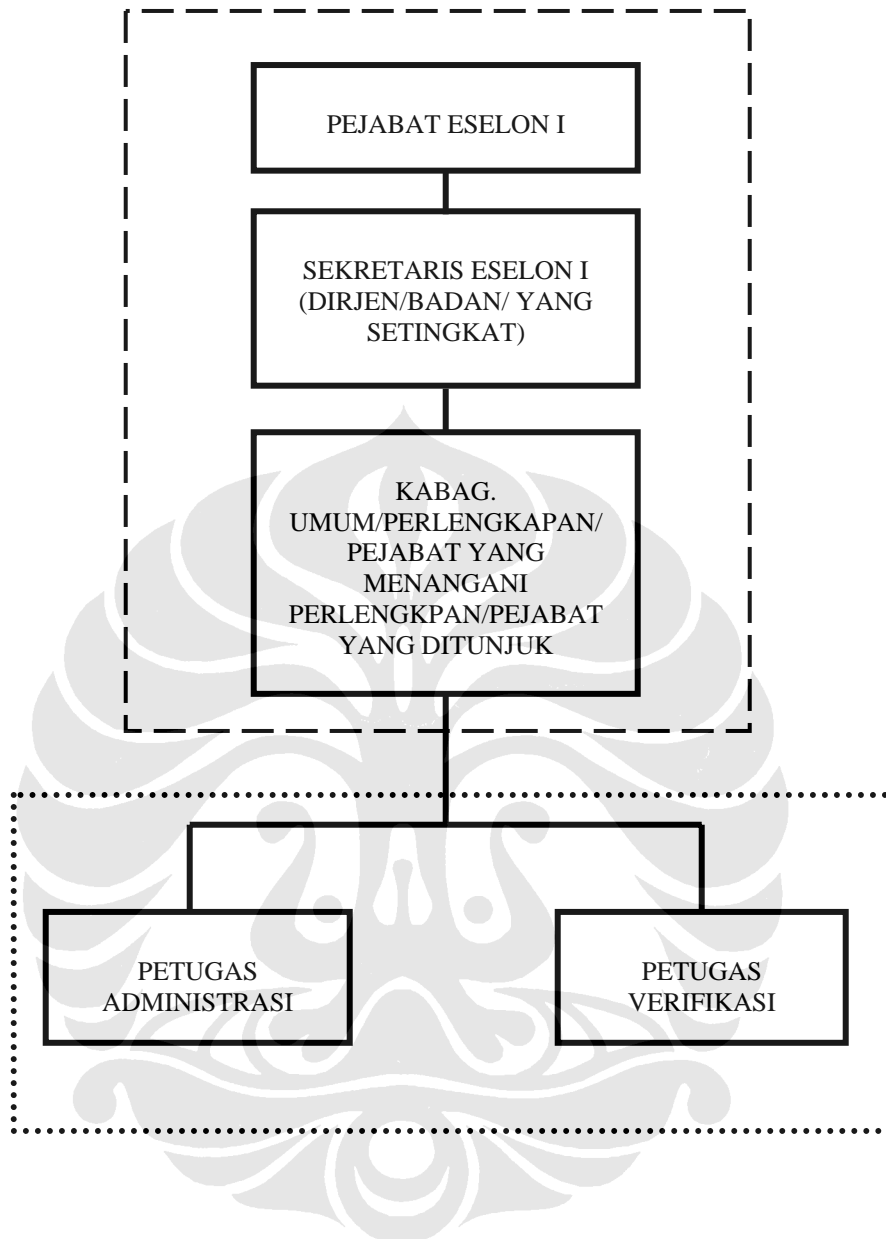 PEJABAT ESELON I
SEKRETARIS ESELON I
(DIRJEN/BADAN/ YANG
SETINGKAT)
KABAG.
UMUM/PERLENGKAPAN/
PEJABAT YANG
MENANGANI
PERLENGKPAN/PEJABAT
YANG DITUNJUK
PETUGAS
ADMINISTRASI
PETUGAS
VERIFIKASI